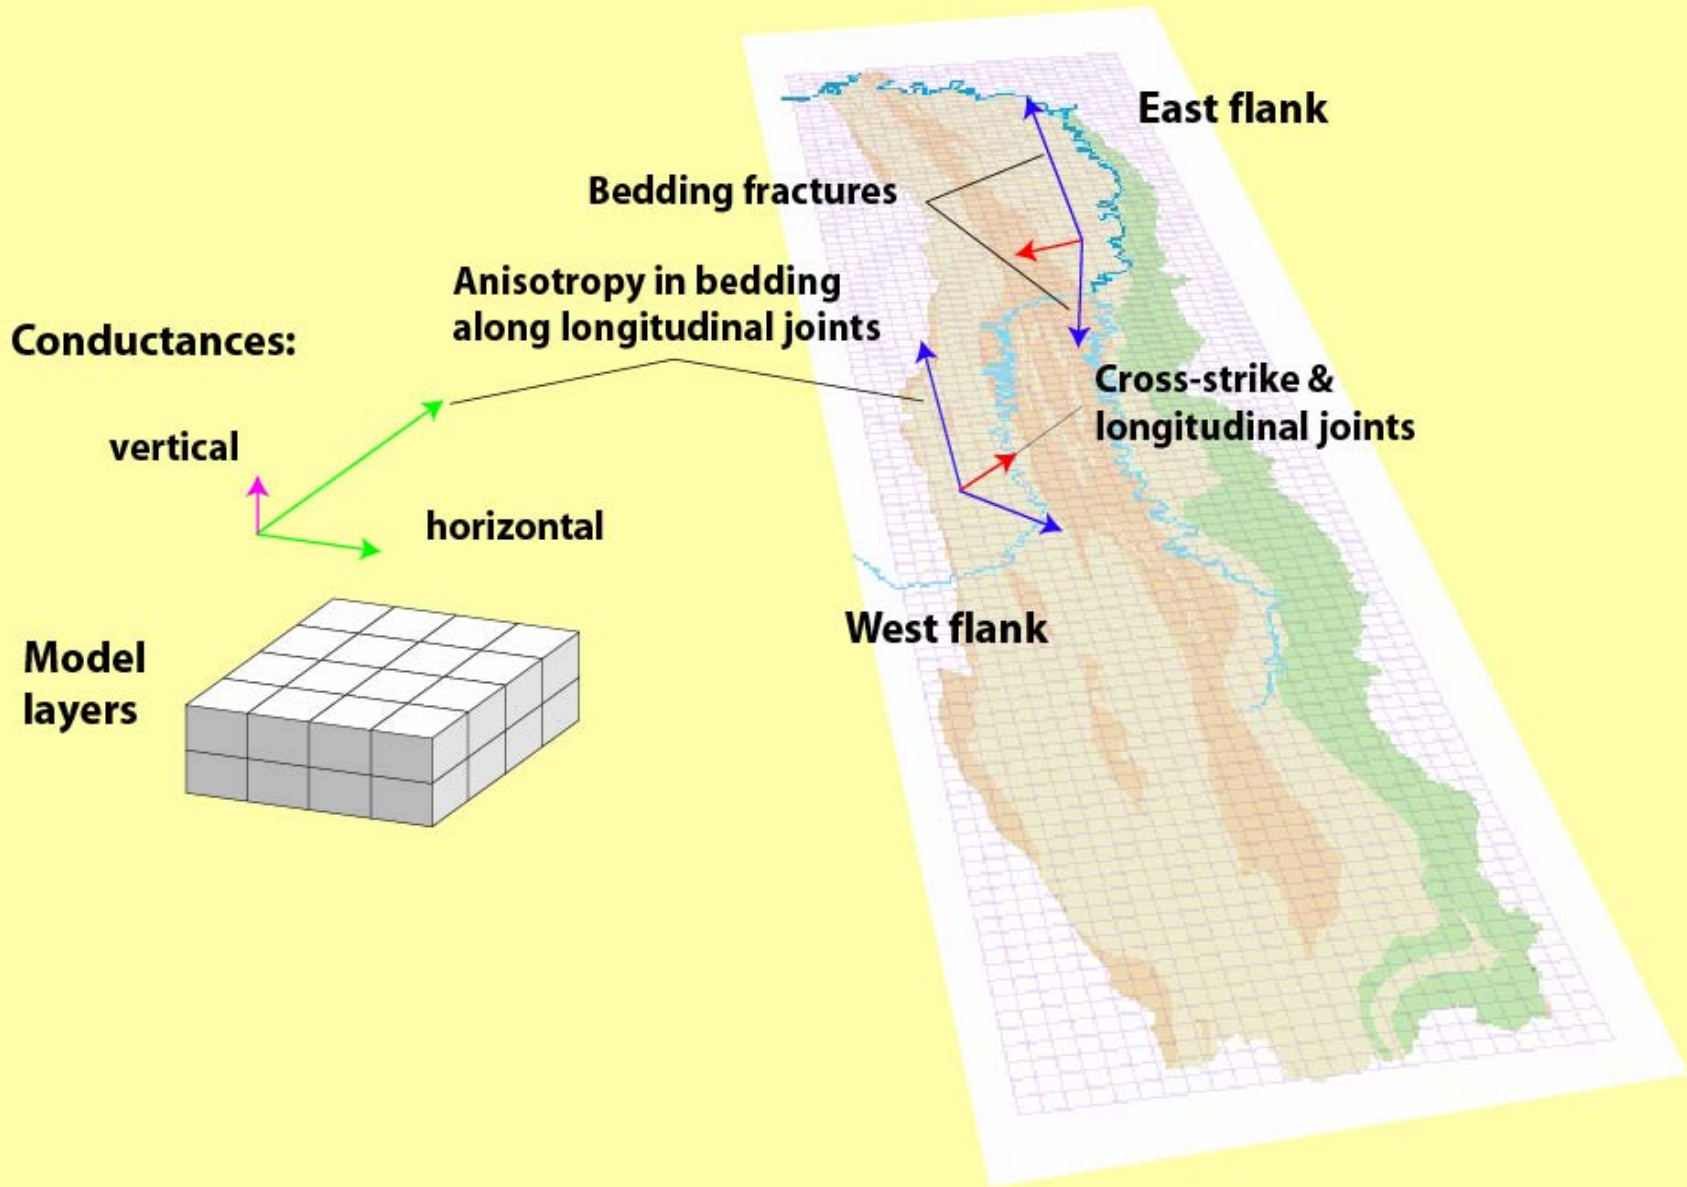 East flank
Bedding fractures
Anisotropy in bedding
along longitudinal joints
Conductances:
Cross-strike &
longitudinal joints
vertical
horizontal
West flank
Model
layers